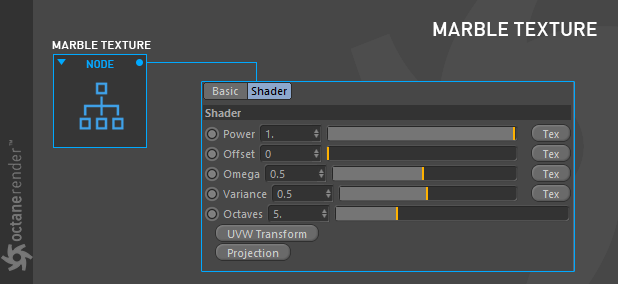 MARBLE TEXTURE
MARBLE TEXTURE
NODE
Basic Shader
Shader
Power 1. Tex
Offset 0 Tex
Omega 0.5 Tex
Variance 0.5 Tex
Octaves 5.
UVW Transform
Projection
octanerender™